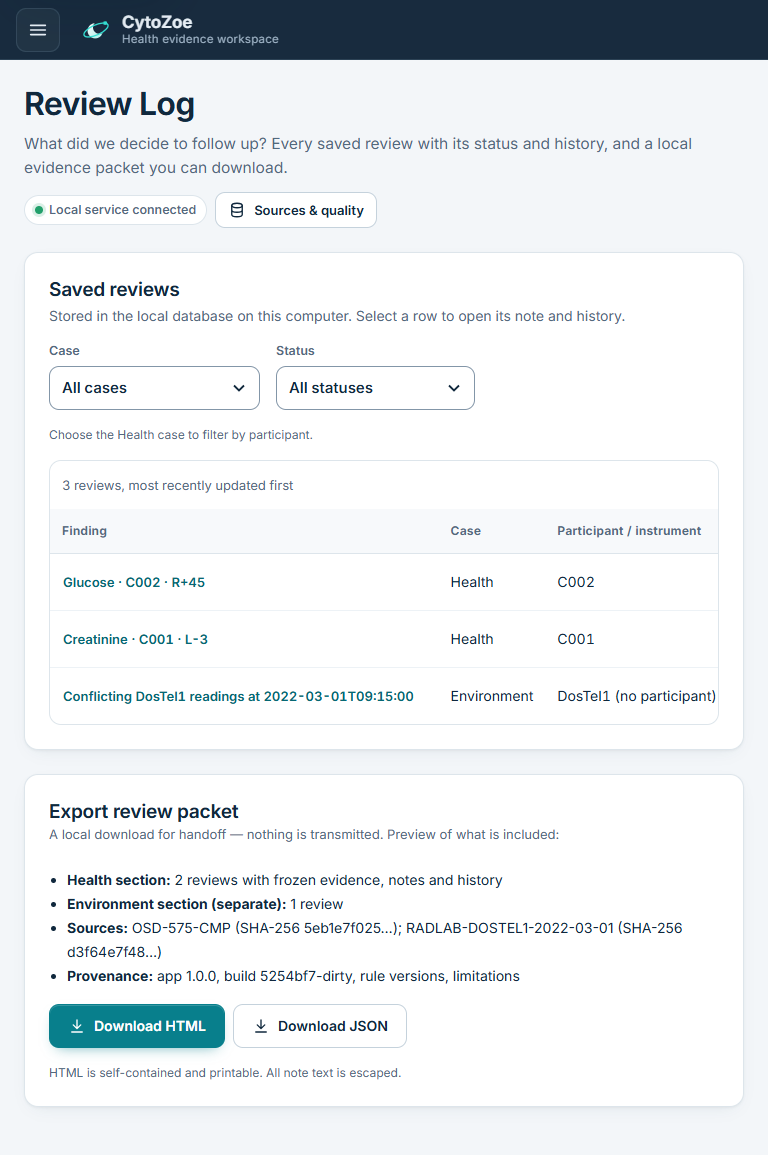 CytoZoe
Health evidence workspace
Review Log
What did we decide to follow up? Every saved review with its status and history, and a local
evidence packet you can download.
Local service connected
Sources & quality
Saved reviews
Stored in the local database on this computer. Select a row to open its note and history.
Case
Status
All cases
All statuses
Choose the Health case to filter by participant.
3 reviews, most recently updated first
Finding Case Participant / instrument
Glucose · C002 · R+45 Health C002
Creatinine · C001 · L-3 Health C001
Conflicting DosTel1 readings at 2022-03-01T09:15:00 Environment DosTel1 (no participant)
Export review packet
A local download for handoff — nothing is transmitted. Preview of what is included:
• Health section: 2 reviews with frozen evidence, notes and history
• Environment section (separate): 1 review
• Sources: OSD-575-CMP (SHA-256 5eb1e7f025…); RADLAB-DOSTEL1-2022-03-01 (SHA-256
d3f64e7f48…)
• Provenance: app 1.0.0, build 5254bf7-dirty, rule versions, limitations
Download HTML
Download JSON
HTML is self-contained and printable. All note text is escaped.